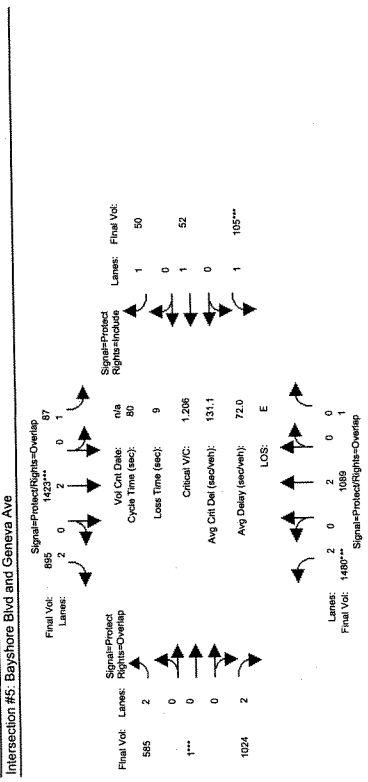 Intersection #5: Bayshore Blvd and Geneva Ave
Signal=Protect/Rights=Overlap
Final Vol: 895 1423*** 87
Lanes: 2 0 2 0 1
Signal=Protect
Rights=Overlap
Final Vol: Lanes:
585 2
0
1*** 0
0
1024 2
Vol Cnt Date: n/a
Cycle Time (sec): 80
Loss Time (sec): 9
Critical V/C: 1.206
Avg Crit Del (sec/veh): 131.1
Avg Delay (sec/veh): 72.0
LOS: E
Signal=Protect
Rights=Include
Lanes: Final Vol:
1 50
0
1 52
0
1 105***
Lanes: 2 0 2 0 0
Final Vol: 1480*** 1089 1
Signal=Protect/Rights=Overlap